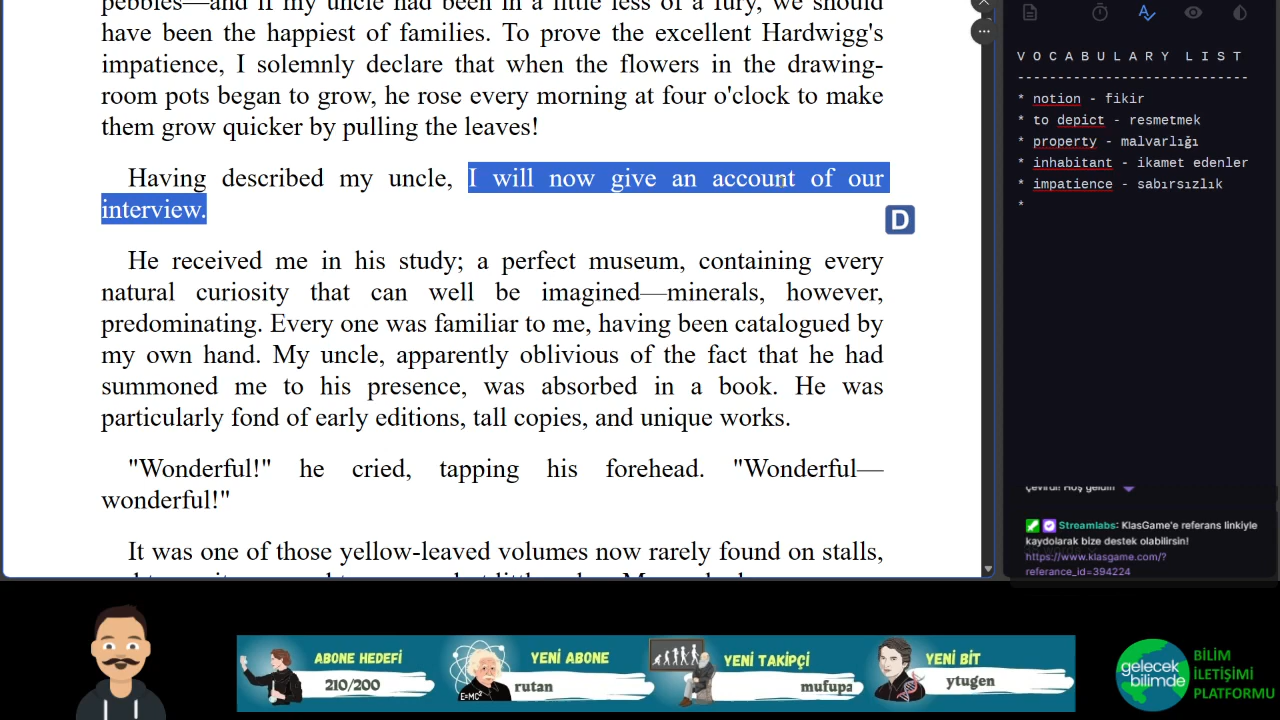 pebbles—and if my uncle had been in a little less of a fury, we should
have been the happiest of families. To prove the excellent Hardwigg's
impatience, I solemnly declare that when the flowers in the drawing-
room pots began to grow, he rose every morning at four o'clock to make
them grow quicker by pulling the leaves!
Having described my uncle, I will now give an account of our
interview.
D
He received me in his study; a perfect museum, containing every
natural curiosity that can well be imagined—minerals, however,
predominating. Every one was familiar to me, having been catalogued by
my own hand. My uncle, apparently oblivious of the fact that he had
summoned me to his presence, was absorbed in a book. He was
particularly fond of early editions, tall copies, and unique works.
"Wonderful!" he cried, tapping his forehead. "Wonderful—
wonderful!"
It was one of those yellow-leaved volumes now rarely found on stalls,
VOCABULARY LIST
-----------------------------
* notion - fikir
* to depict - resmetmek
* property - malvarlığı
* inhabitant - ikamet edenler
* impatience - sabırsızlık
*
çevirdi! Hoş geldin
Streamlabs: KlasGame'e referans linkiyle
kaydolarak bize destek olabilirsin!
https://www.klasgame.com/?
referance_id=394224
ABONE HEDEFİ
210/200
E=MC²
YENİ ABONE
rutan
YENİ TAKİPÇİ
mufupa
YENİ BİT
ytugen
gelecek
bilimde
BİLİM
İLETİŞİMİ
PLATFORMU